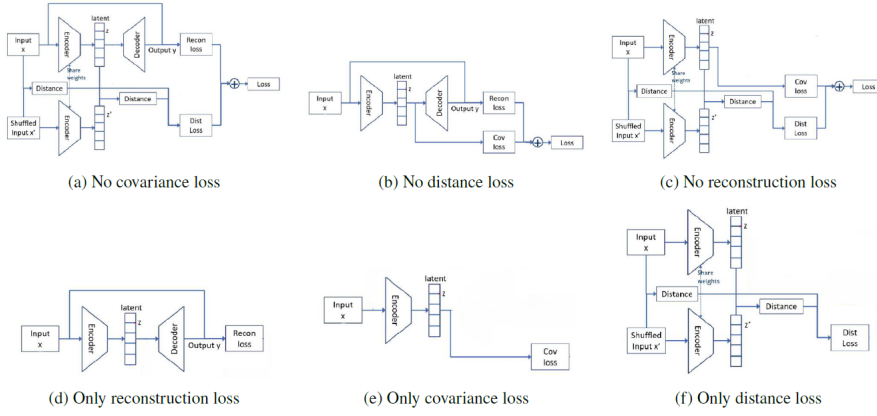 latent
Input
x
Encoder
z
Decoder
Output y
Recon
loss
Share
weights
Distance
Distance
Loss
Shuffled
Input x'
Encoder
z'
Dist
Loss
(a) No covariance loss
latent
Input
x
Encoder
z
Decoder
Output y
Recon
loss
Cov
loss
Loss
(b) No distance loss
latent
Input
x
Encoder
z
Share
weights
Distance
Distance
Cov
loss
Loss
Shuffled
Input x'
Encoder
z'
Dist
Loss
(c) No reconstruction loss
latent
Input
x
Encoder
z
Decoder
Output y
Recon
loss
(d) Only reconstruction loss
latent
Input
x
Encoder
z
Cov
loss
(e) Only covariance loss
latent
Input
x
Encoder
z
Share
weights
Distance
Distance
Shuffled
Input x'
Encoder
z'
Dist
Loss
(f) Only distance loss